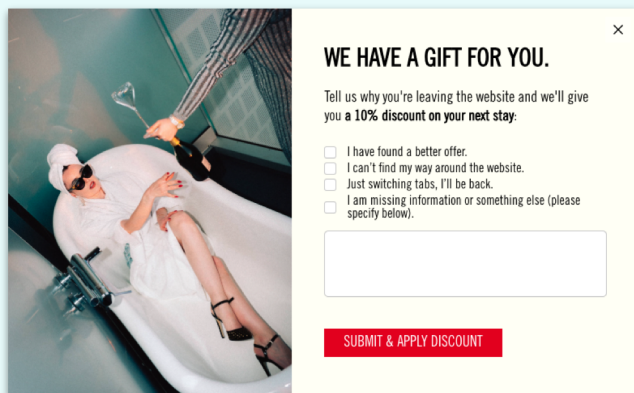 WE HAVE A GIFT FOR YOU.
Tell us why you're leaving the website and we'll give
you a 10% discount on your next stay:
I have found a better offer.
I can't find my way around the website.
Just switching tabs, I'll be back.
I am missing information or something else (please
specify below).
SUBMIT & APPLY DISCOUNT